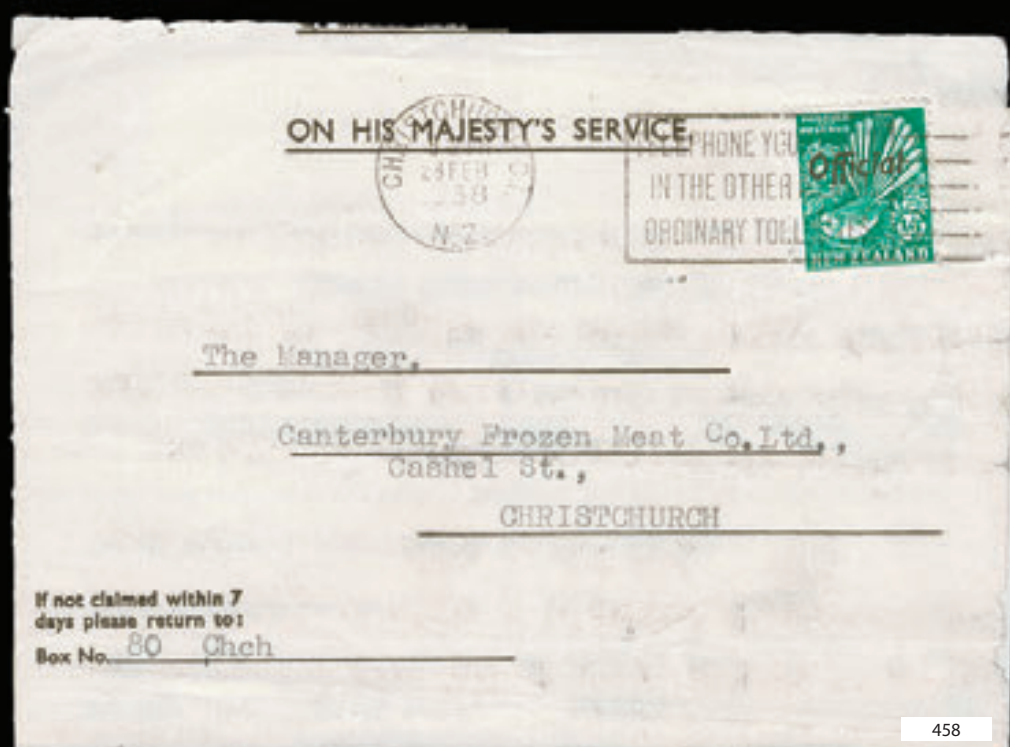 ON HIS MAJESTY'S SERVICE
CHRISTCHURCH
28 FEB
38
N.Z.
TELEPHONE YOU
IN THE OTHER
ORDINARY TOLL
Official
NEW ZEALAND
The Manager,
Canterbury Frozen Meat Co.Ltd.,
Cashel St.,
CHRISTCHURCH
If not claimed within 7
days please return to:
Box No. 80 Chch
458